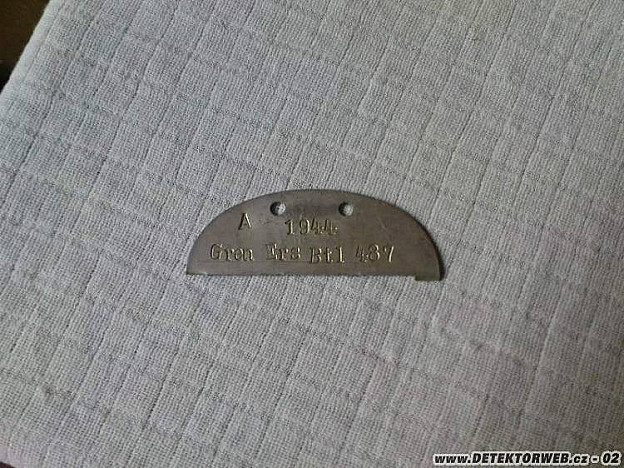 A 1944
Gren Ers Btl 487
www.DETEKTORWEB.cz - 02